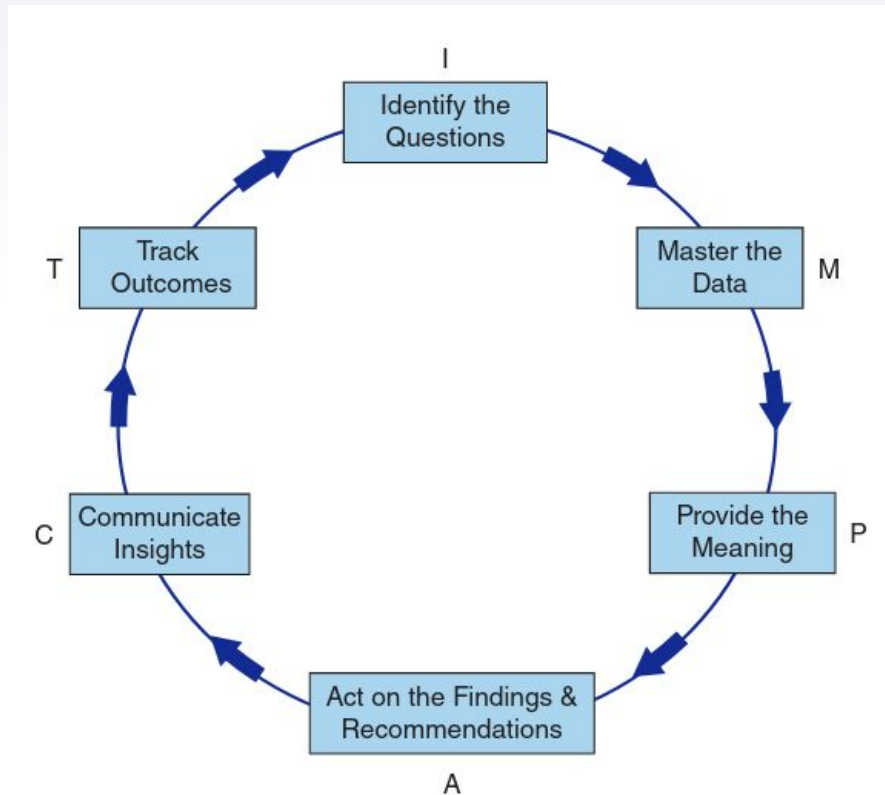 I
Identify the
Questions
Master the
Data
M
Provide the
Meaning
P
Act on the Findings &
Recommendations
A
Communicate
Insights
C
Track
Outcomes
T